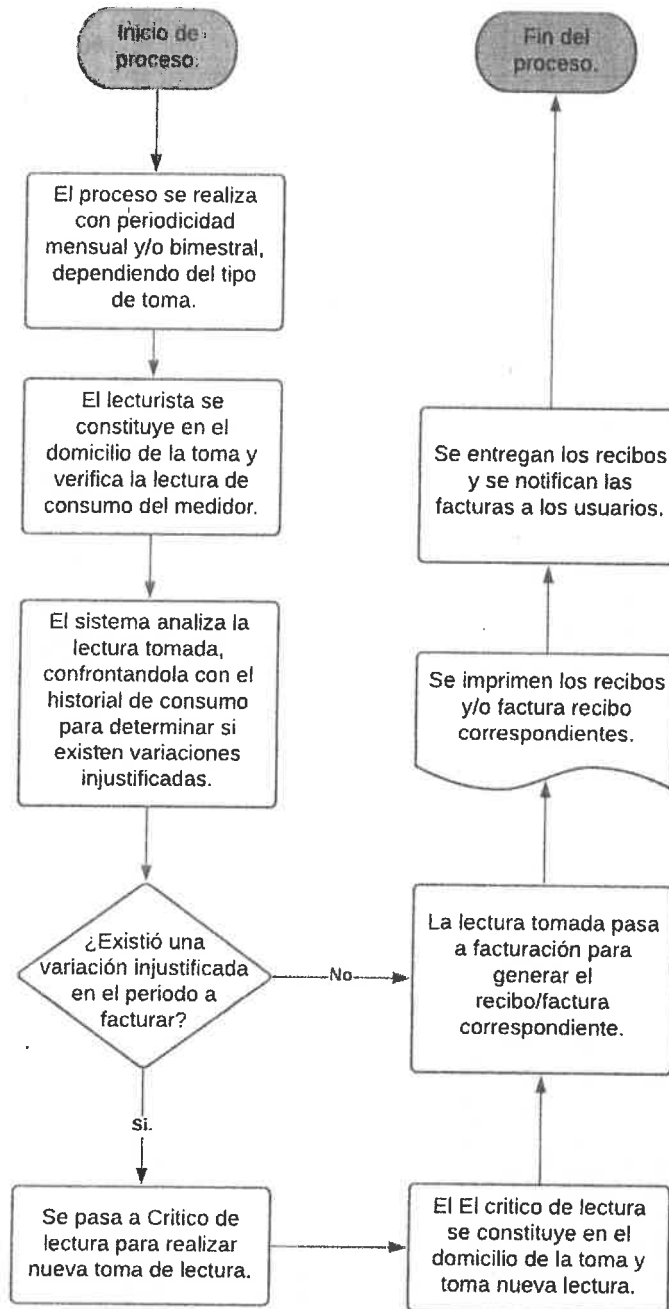 Inicio de
proceso.
El proceso se realiza
con periodicidad
mensual y/o bimestral,
dependiendo del tipo
de toma.
El lecturista se
constituye en el
domicilio de la toma y
verifica la lectura de
consumo del medidor.
El sistema analiza la
lectura tomada,
confrontandola con el
historial de consumo
para determinar si
existen variaciones
injustificadas.
¿Existió una
variación injustificada
en el periodo a
facturar?
No
Si.
Se pasa a Critico de
lectura para realizar
nueva toma de lectura.
El El critico de lectura
se constituye en el
domicilio de la toma y
toma nueva lectura.
La lectura tomada pasa
a facturación para
generar el
recibo/factura
correspondiente.
Se imprimen los recibos
y/o factura recibo
correspondientes.
Se entregan los recibos
y se notifican las
facturas a los usuarios.
Fin del
proceso.